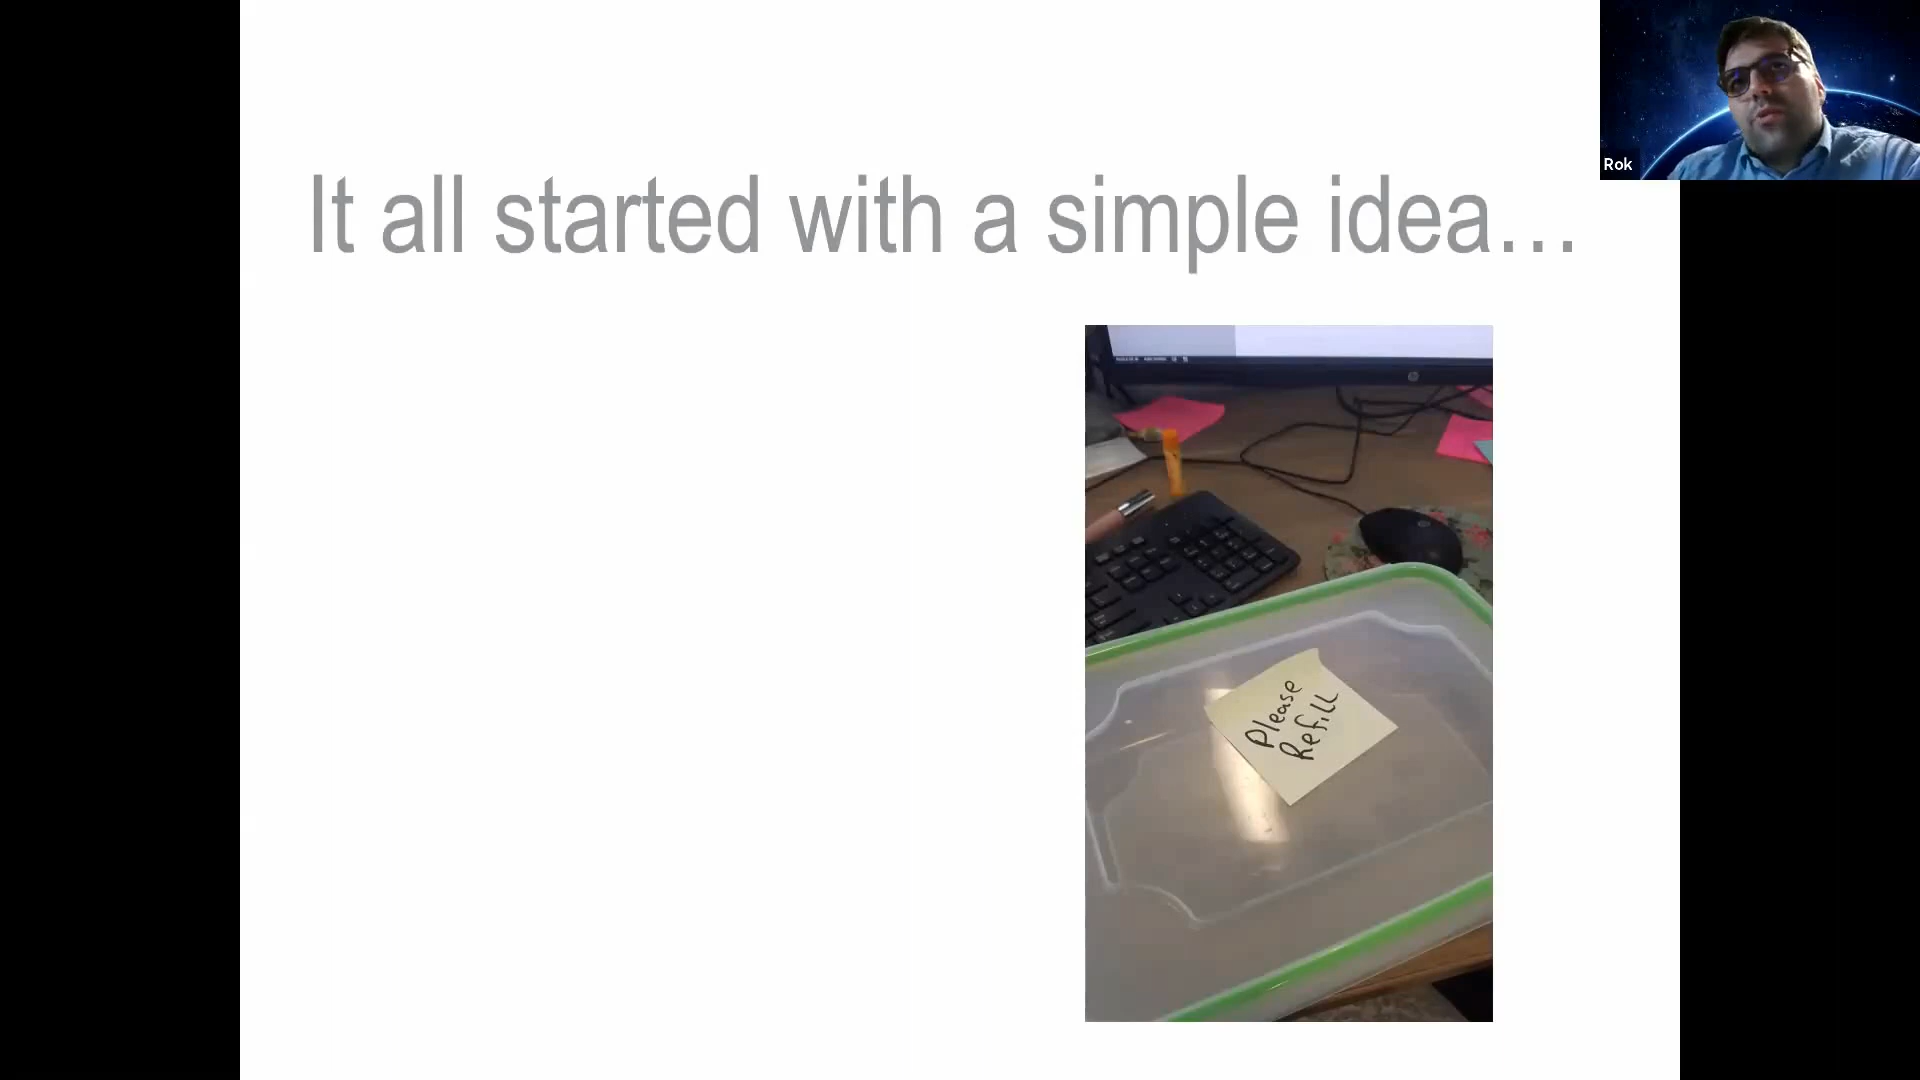 It all started with a simple idea...
Rok
Please
Refill